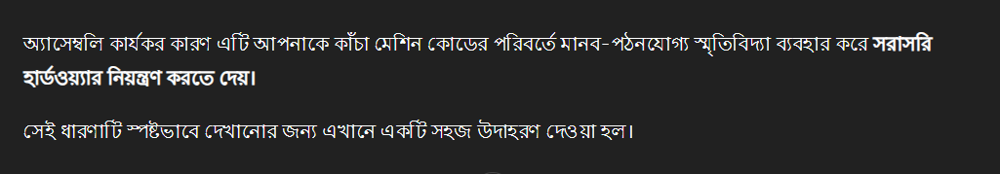 অ্যাসেম্বলি কার্যকর কারণ এটি আপনাকে কাঁচা মেশিন কোডের পরিবর্তে মানব-পঠনযোগ্য স্মৃতিবিদ্যা ব্যবহার করে সরাসরি
হার্ডওয়্যার নিয়ন্ত্রণ করতে দেয়।
সেই ধারণাটি স্পষ্টভাবে দেখানোর জন্য এখানে একটি সহজ উদাহরণ দেওয়া হল।